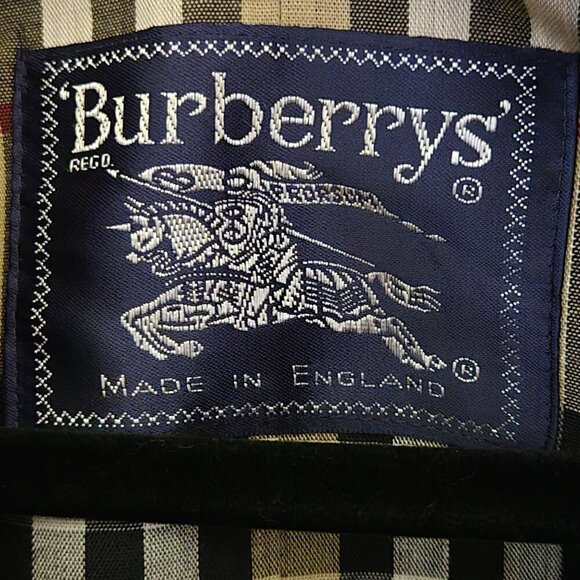 'Burberrys'
REGD.
®
®
MADE IN ENGLAND